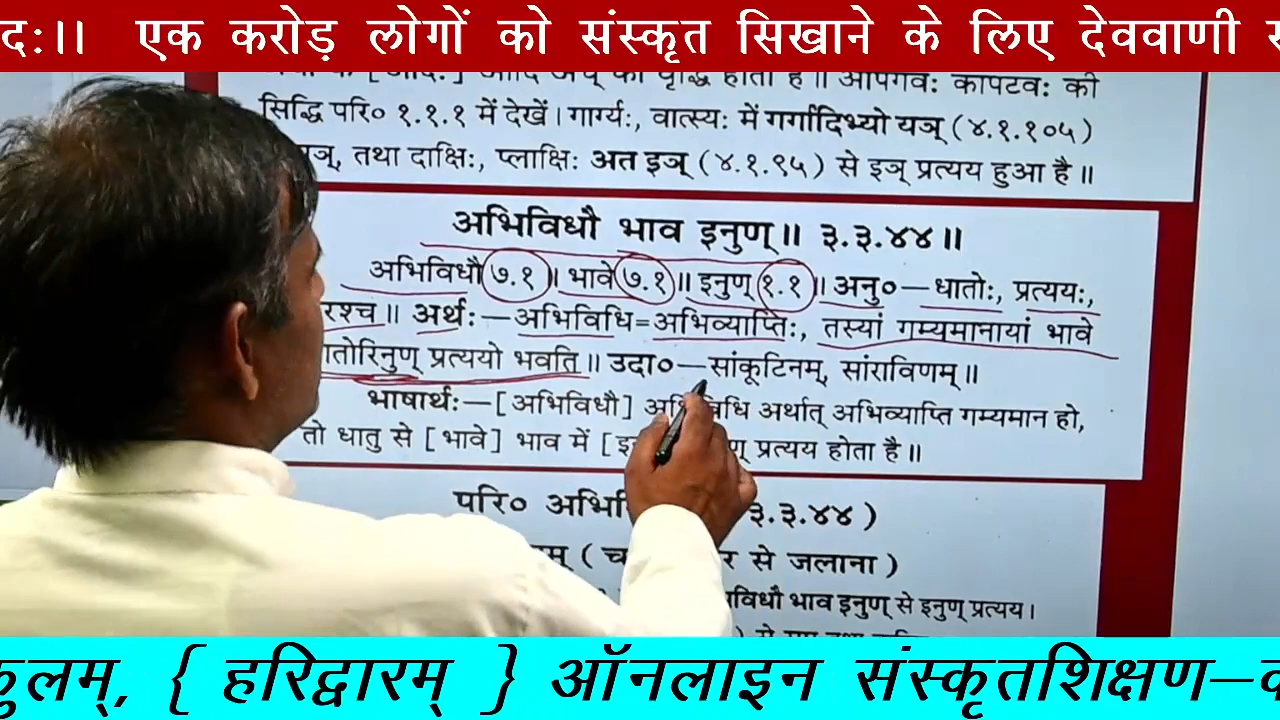 एक करोड़ लोगों को संस्कृत सिखाने के लिए देववाणी
सिद्धि परि० १.१.१ में देखें। गार्ग्यः, वात्स्यः में गर्गादिभ्यो यञ् (४.१.१०५)
तथा दाक्षिः, प्लाक्षिः अत इञ् (४.१.९५) से इञ् प्रत्यय हुआ है॥
अभिविधौ भाव इनुण्॥ ३.३.४४॥
अभिविधौ ७.१॥ भावे ७.१॥ इनुण् १.१॥ अनु०—धातोः, प्रत्ययः,
रश्च॥ अर्थः—अभिविधि=अभिव्याप्तिः, तस्यां गम्यमानायां भावे
तोरिनुण् प्रत्ययो भवति॥ उदा०—सांकूटिनम्, सांराविणम्॥
भाषार्थः—[अभिविधौ] अर्थात् अभिव्याप्ति गम्यमान हो,
तो धातु से [भावे] भाव में प्रत्यय होता है॥
परि० ३.३.४४)
से जलाना)
भाव इनुण् से इनुण् प्रत्यय।
कुलम्, { हरिद्वारम् } ऑनलाइन संस्कृतशिक्षण—